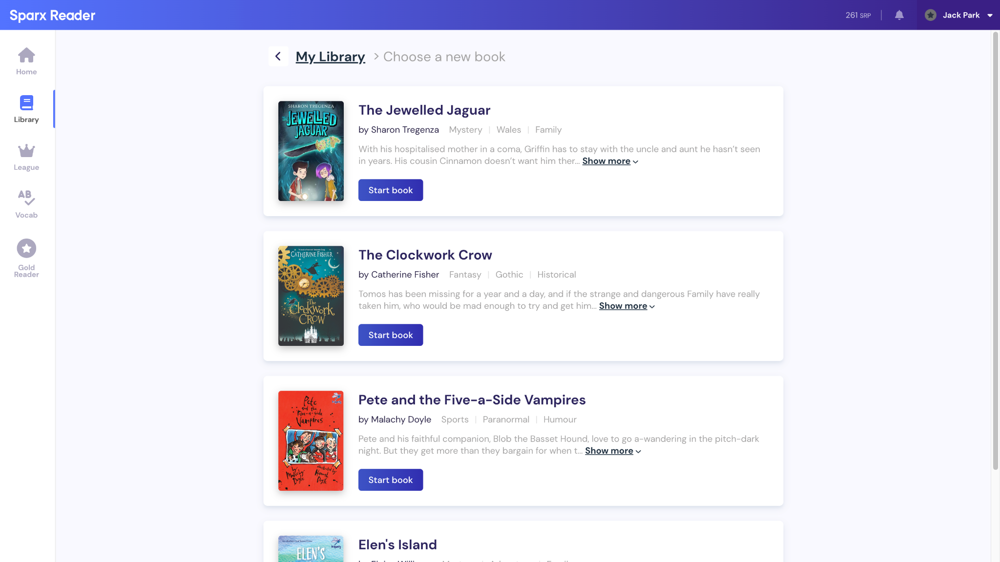 Sparx Reader
261 SRP
Jack Park
Home
Library
League
AB
Vocab
Gold
Reader
My Library > Choose a new book
SHARON TREGENZA
THE JEWELLED
JAGUAR
The Jewelled Jaguar
by Sharon Tregenza Mystery | Wales | Family
With his hospitalised mother in a coma, Griffin has to stay with the uncle and aunt he hasn’t seen
in years. His cousin Cinnamon doesn’t want him ther... Show more
Start book
CATHERINE FISHER
The
Clockwork
CROW
The Clockwork Crow
by Catherine Fisher Fantasy | Gothic | Historical
Tomos has been missing for a year and a day, and if the strange and dangerous Family have really
taken him, who would be mad enough to try and get him... Show more
Start book
Pete
and the
Five-a-side
Vampires
by
Malachy
Doyle
illustrated by
Hannah
Doyle
Pete and the Five-a-Side Vampires
by Malachy Doyle Sports | Paranormal | Humour
Pete and his faithful companion, Blob the Basset Hound, love to go a-wandering in the pitch-dark
night. But they get more than they bargain for when t... Show more
Start book
ELEN'S
Elen's Island